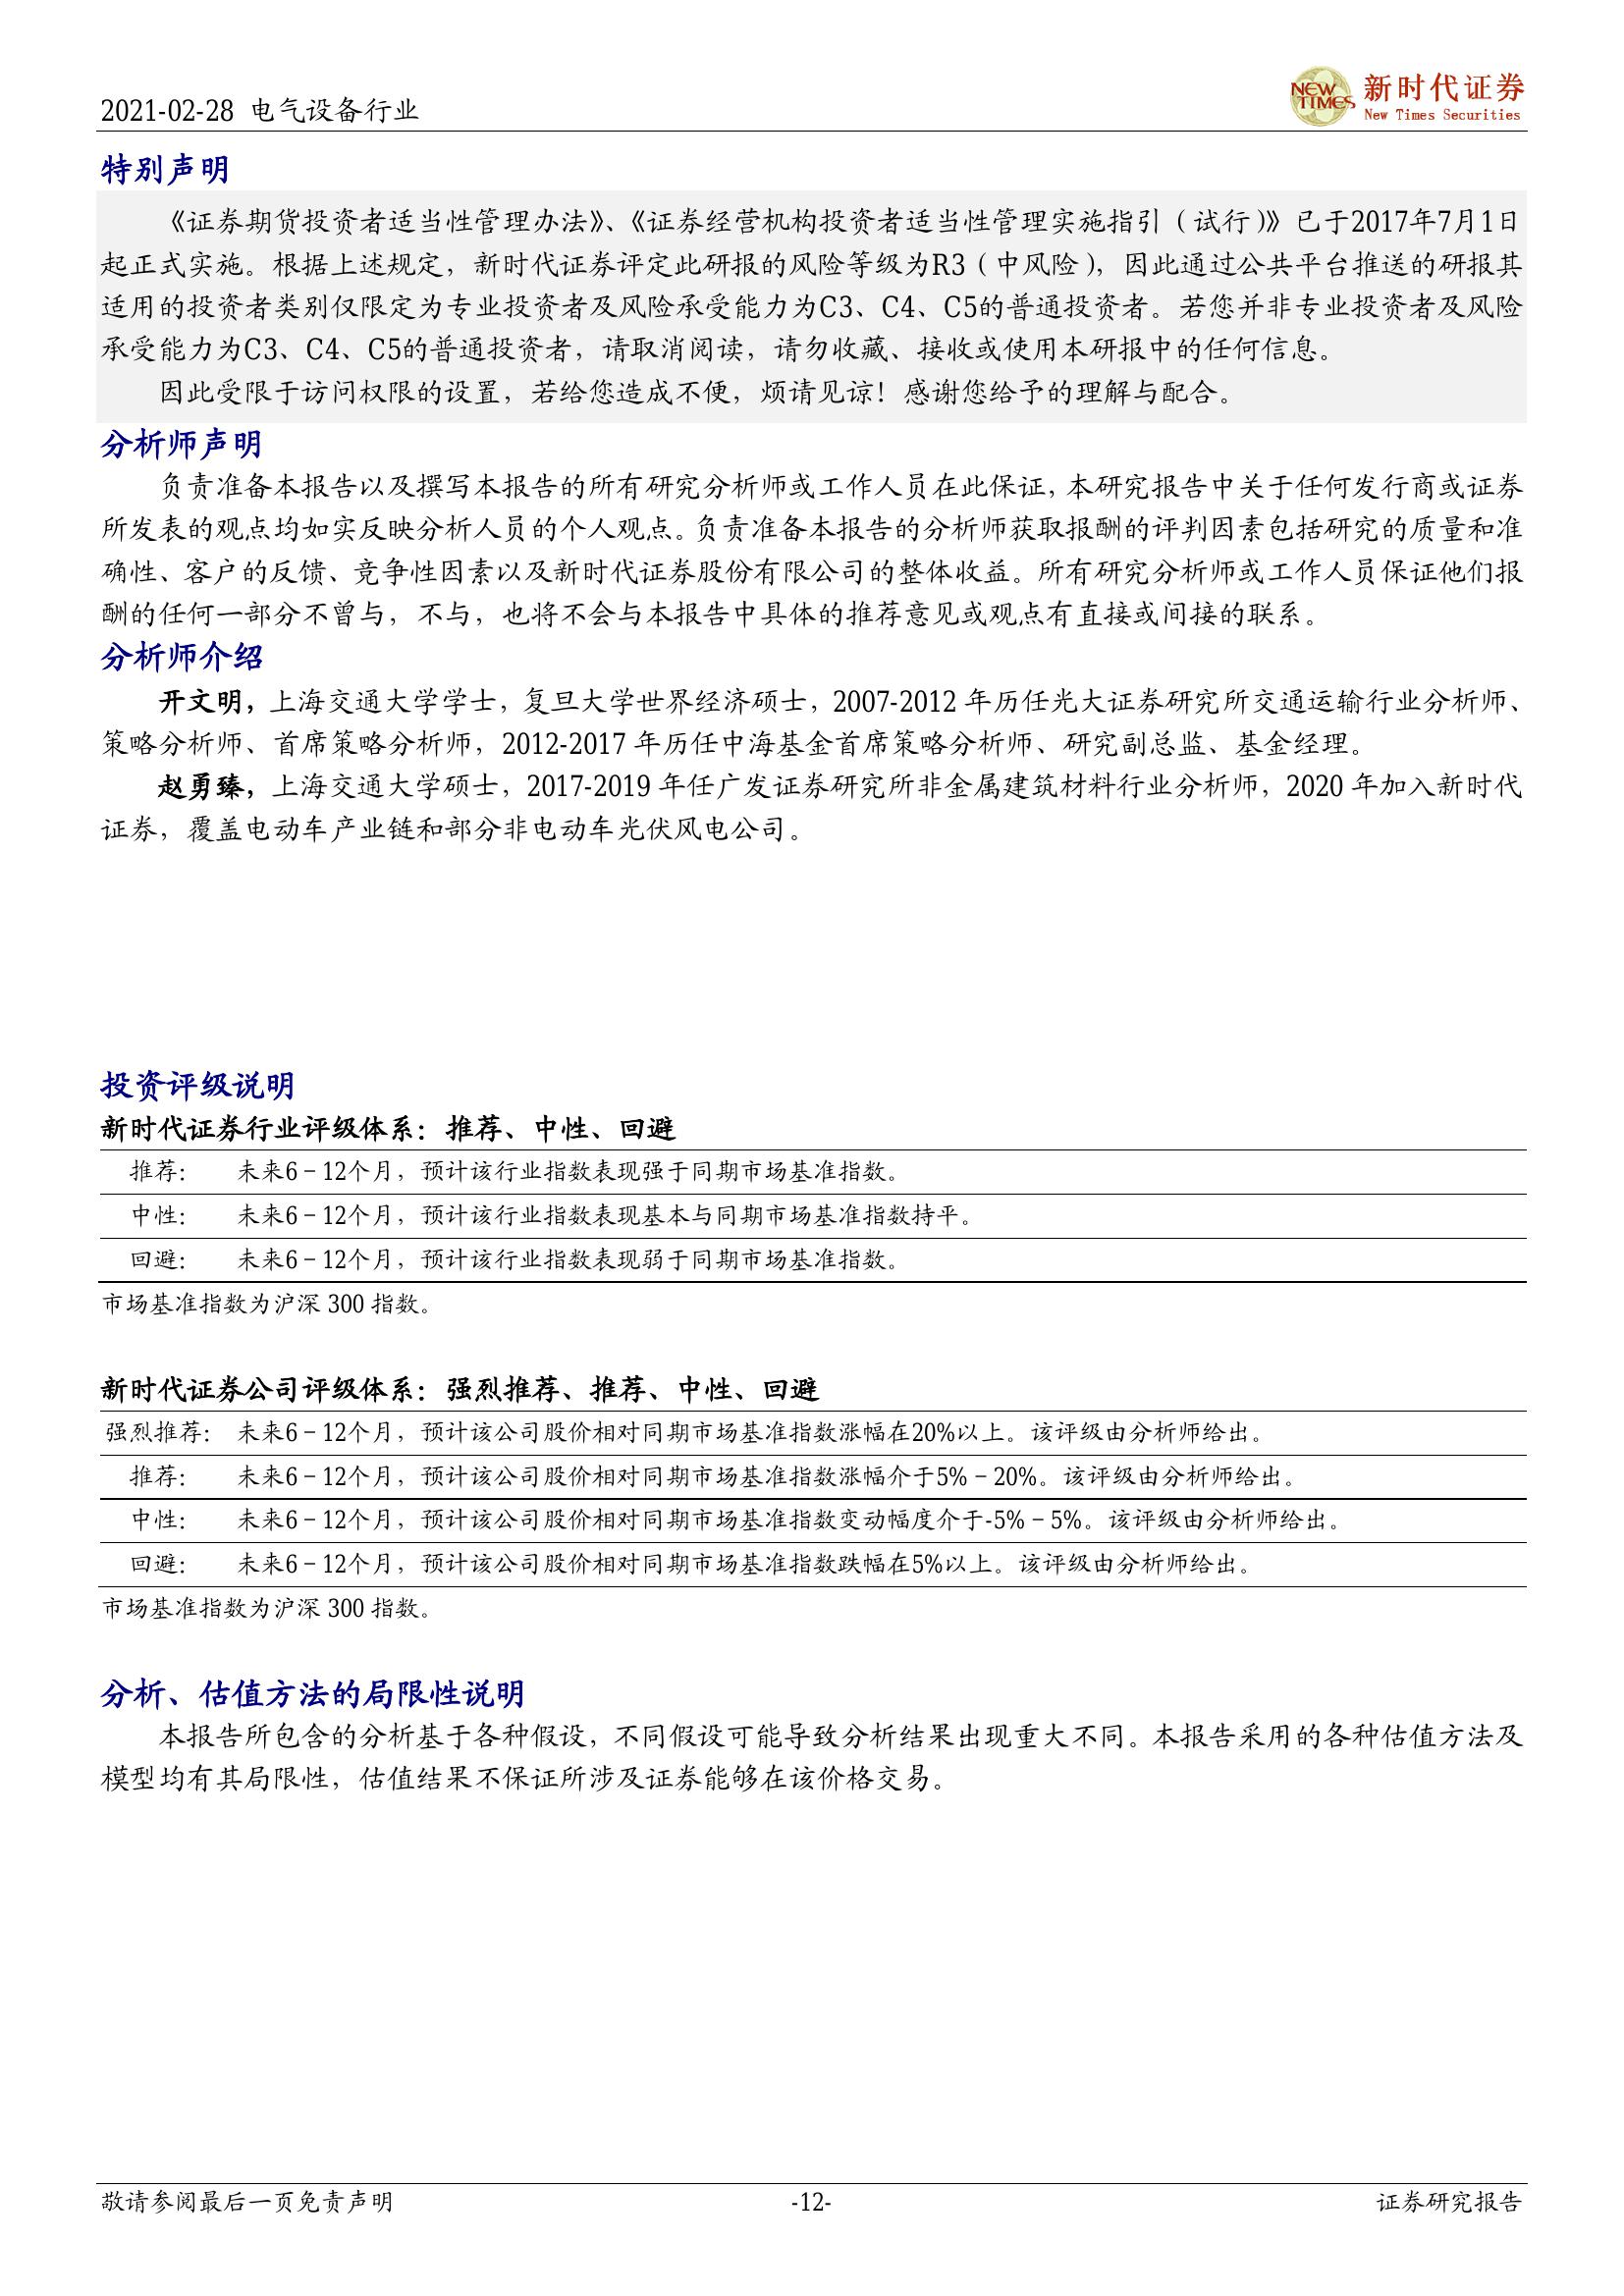 2021-02-28 电气设备行业
NEW TIMES
新时代证券
New Times Securities
特别声明
《证券期货投资者适当性管理办法》、《证券经营机构投资者适当性管理实施指引（试行）》已于2017年7月1日
起正式实施。根据上述规定，新时代证券评定此研报的风险等级为R3（中风险），因此通过公共平台推送的研报其
适用的投资者类别仅限定为专业投资者及风险承受能力为C3、C4、C5的普通投资者。若您并非专业投资者及风险
承受能力为C3、C4、C5的普通投资者，请取消阅读，请勿收藏、接收或使用本研报中的任何信息。
因此受限于访问权限的设置，若给您造成不便，烦请见谅！感谢您给予的理解与配合。
分析师声明
负责准备本报告以及撰写本报告的所有研究分析师或工作人员在此保证，本研究报告中关于任何发行商或证券
所发表的观点均如实反映分析人员的个人观点。负责准备本报告的分析师获取报酬的评判因素包括研究的质量和准
确性、客户的反馈、竞争性因素以及新时代证券股份有限公司的整体收益。所有研究分析师或工作人员保证他们报
酬的任何一部分不曾与，不与，也将不会与本报告中具体的推荐意见或观点有直接或间接的联系。
分析师介绍
开文明，上海交通大学学士，复旦大学世界经济硕士，2007-2012 年历任光大证券研究所交通运输行业分析师、
策略分析师、首席策略分析师，2012-2017 年历任中海基金首席策略分析师、研究副总监、基金经理。
赵勇臻，上海交通大学硕士，2017-2019 年任广发证券研究所非金属建筑材料行业分析师，2020 年加入新时代
证券，覆盖电动车产业链和部分非电动车光伏风电公司。
投资评级说明
新时代证券行业评级体系：推荐、中性、回避
推荐： 未来6－12个月，预计该行业指数表现强于同期市场基准指数。
中性： 未来6－12个月，预计该行业指数表现基本与同期市场基准指数持平。
回避： 未来6－12个月，预计该行业指数表现弱于同期市场基准指数。
市场基准指数为沪深 300 指数。
新时代证券公司评级体系：强烈推荐、推荐、中性、回避
强烈推荐： 未来6－12个月，预计该公司股价相对同期市场基准指数涨幅在20%以上。该评级由分析师给出。
推荐： 未来6－12个月，预计该公司股价相对同期市场基准指数涨幅介于5%－20%。该评级由分析师给出。
中性： 未来6－12个月，预计该公司股价相对同期市场基准指数变动幅度介于-5%－5%。该评级由分析师给出。
回避： 未来6－12个月，预计该公司股价相对同期市场基准指数跌幅在5%以上。该评级由分析师给出。
市场基准指数为沪深 300 指数。
分析、估值方法的局限性说明
本报告所包含的分析基于各种假设，不同假设可能导致分析结果出现重大不同。本报告采用的各种估值方法及
模型均有其局限性，估值结果不保证所涉及证券能够在该价格交易。
敬请参阅最后一页免责声明 -12- 证券研究报告